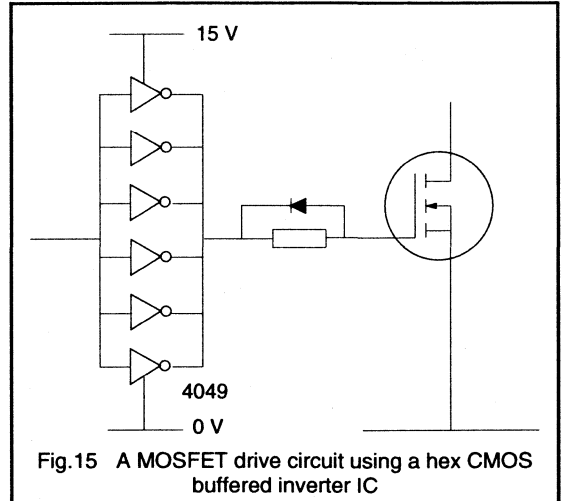 15 V
4049
0 V
Fig.15 A MOSFET drive circuit using a hex CMOS
buffered inverter IC